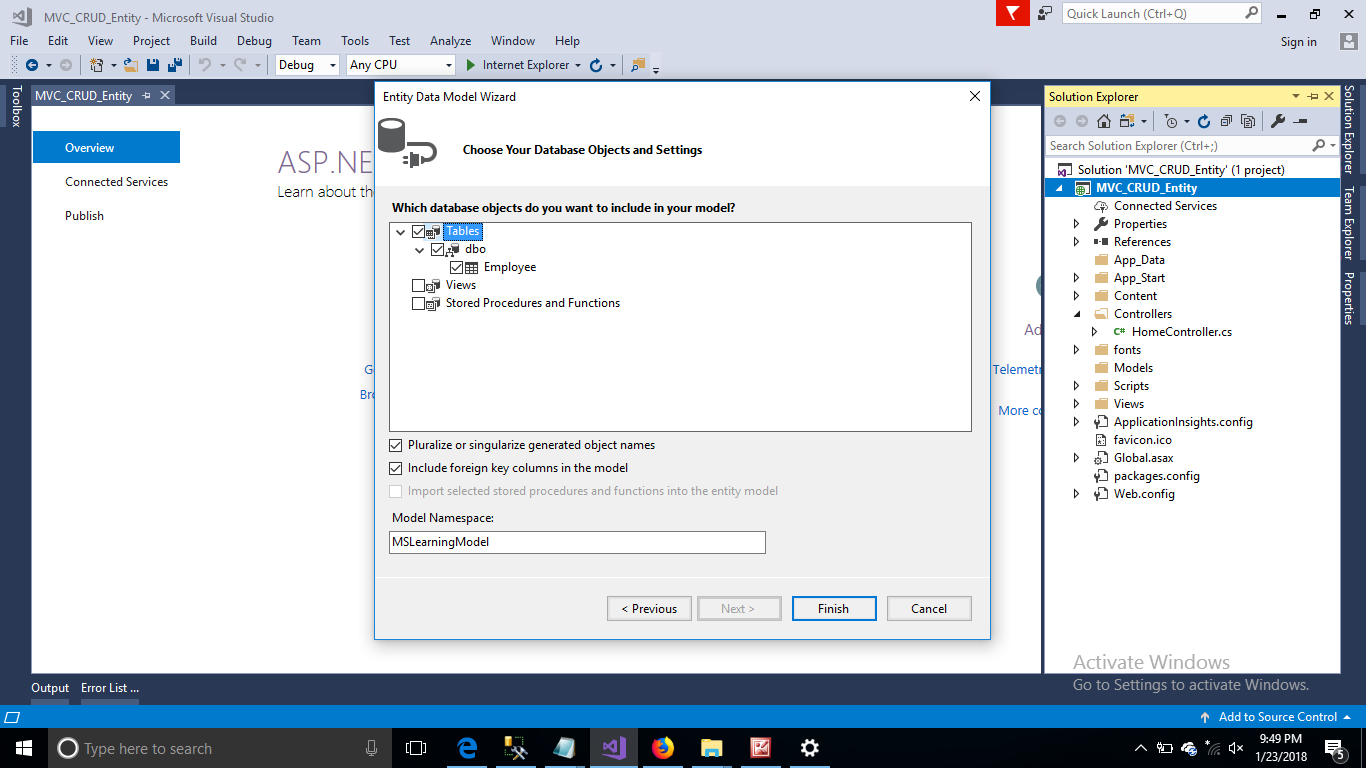 MVC_CRUD_Entity - Microsoft Visual Studio
Quick Launch (Ctrl+Q)
File Edit View Project Build Debug Team Tools Test Analyze Window Help
Sign in
Debug Any CPU Internet Explorer
Toolbox
MVC_CRUD_Entity
Overview
Connected Services
Publish
ASP.NE
Learn about the
G
Bro
Ad
Telemetr
More co
Entity Data Model Wizard
Choose Your Database Objects and Settings
Which database objects do you want to include in your model?
Tables
dbo
Employee
Views
Stored Procedures and Functions
Pluralize or singularize generated object names
Include foreign key columns in the model
Import selected stored procedures and functions into the entity model
Model Namespace:
MSLearningModel
< Previous Next > Finish Cancel
Solution Explorer
Search Solution Explorer (Ctrl+;)
Solution 'MVC_CRUD_Entity' (1 project)
MVC_CRUD_Entity
Connected Services
Properties
References
App_Data
App_Start
Content
Controllers
C# HomeController.cs
fonts
Models
Scripts
Views
ApplicationInsights.config
favicon.ico
Global.asax
packages.config
Web.config
Solution Explorer
Team Explorer
Properties
Activate Windows
Go to Settings to activate Windows.
Output Error List ...
Add to Source Control
Type here to search
9:49 PM
1/23/2018
5